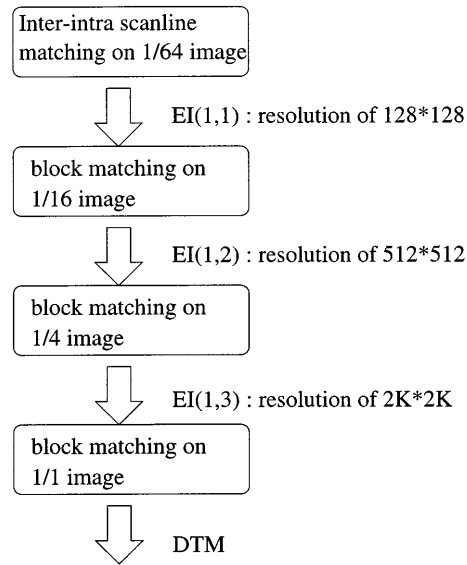 Inter-intra scanline
matching on 1/64 image
EI(1,1) : resolution of 128*128
block matching on
1/16 image
EI(1,2) : resolution of 512*512
block matching on
1/4 image
EI(1,3) : resolution of 2K*2K
block matching on
1/1 image
DTM